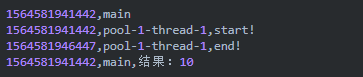 1564581941442,main
1564581941442,pool-1-thread-1,start!
1564581946447,pool-1-thread-1,end!
1564581941442,main,结果：10